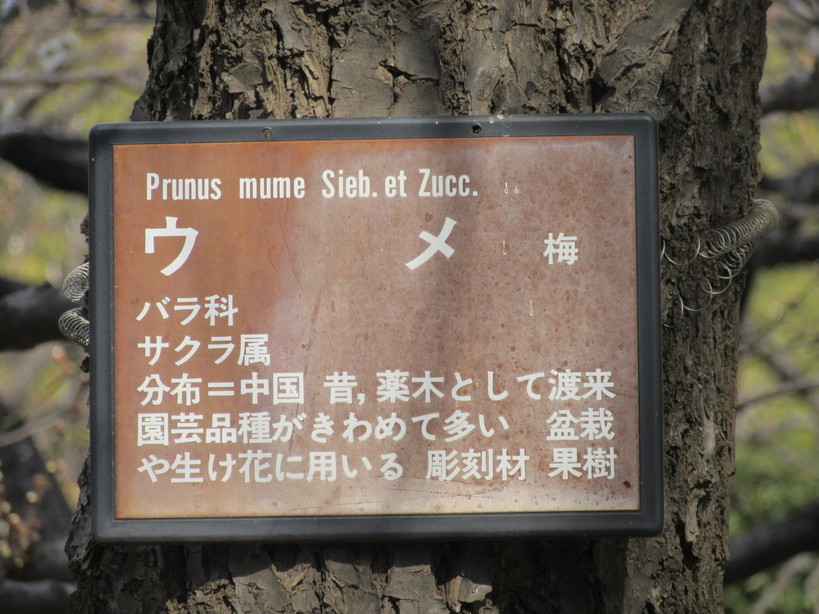 Prunus mume Sieb. et Zucc.
ウメ 梅
バラ科
サクラ属
分布＝中国 昔, 薬木として渡来
園芸品種がきわめて多い 盆栽
や生け花に用いる 彫刻材 果樹